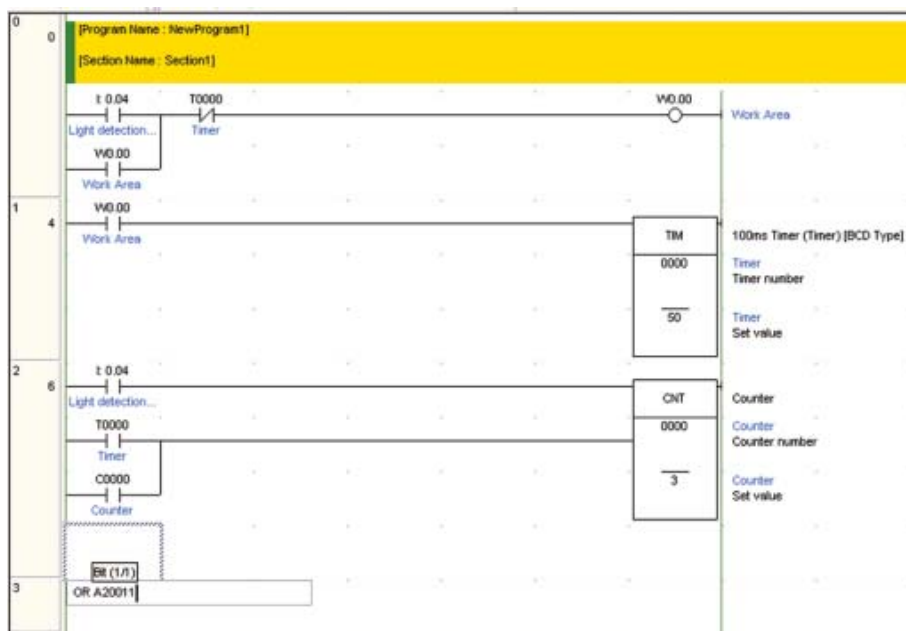 0
0
[Program Name : NewProgram1]
[Section Name : Section1]
I: 0.04
T0000
W0.00
Work Area
Light detection...
Timer
W0.00
Work Area
1
4
W0.00
Work Area
TIM
100ms Timer (Timer) [BCD Type]
0000
Timer
Timer number
50
Timer
Set value
2
6
I: 0.04
Light detection...
CNT
Counter
T0000
Timer
0000
Counter
Counter number
C0000
Counter
3
Counter
Set value
Bit (1/1)
3
OR A20011